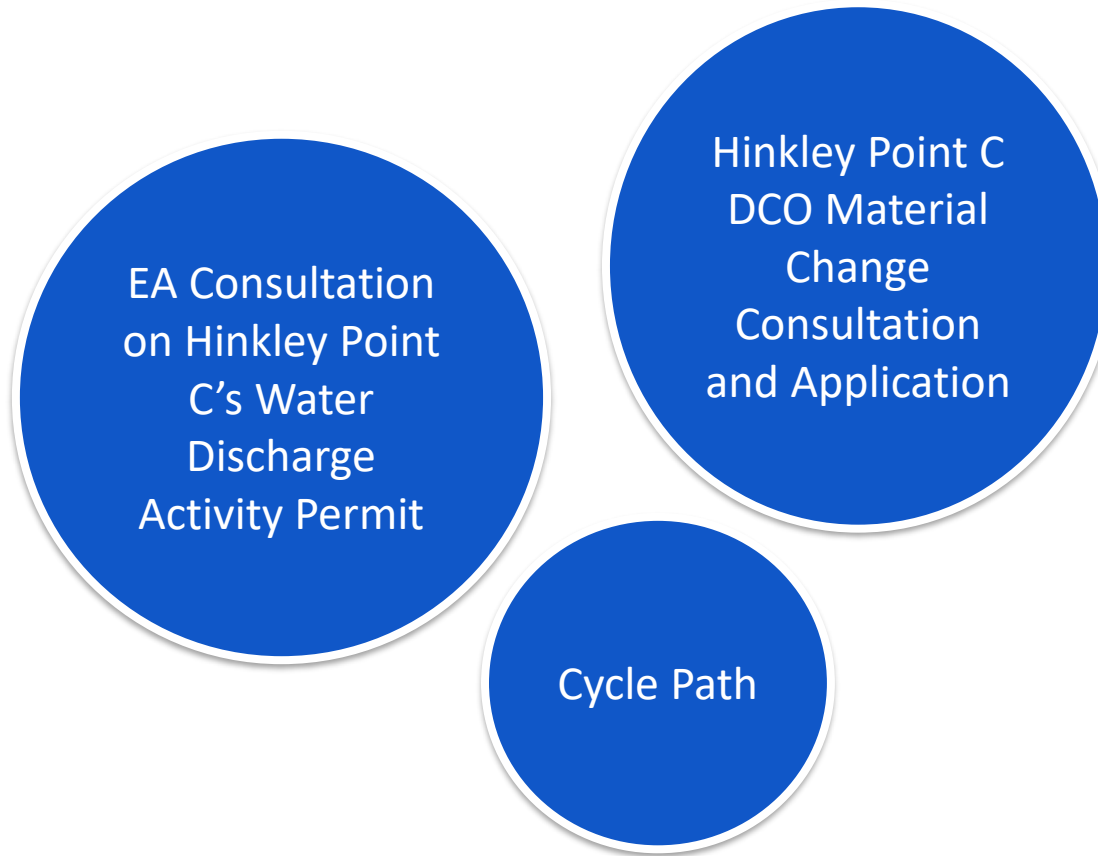 EA Consultation
on Hinkley Point
C’s Water
Discharge
Activity Permit
Hinkley Point C
DCO Material
Change
Consultation
and Application
Cycle Path